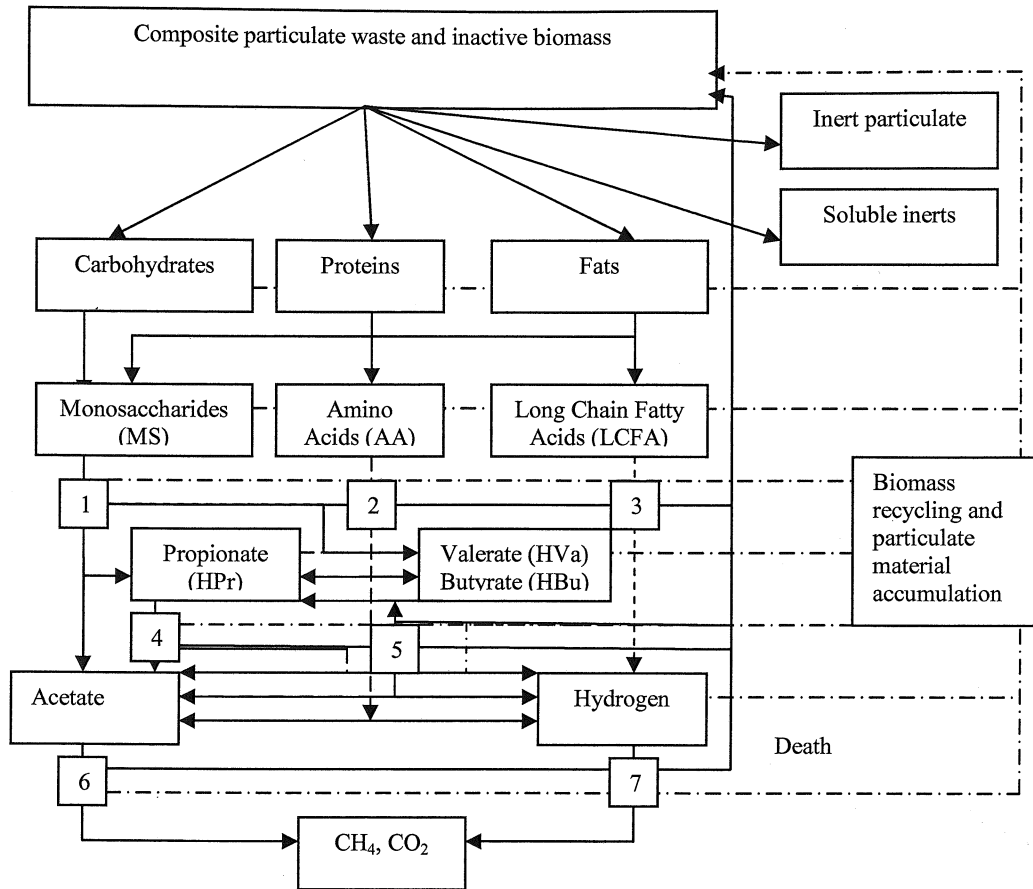 Composite particulate waste and inactive biomass
Inert particulate
Soluble inerts
Carbohydrates
Proteins
Fats
Monosaccharides
(MS)
Amino
Acids (AA)
Long Chain Fatty
Acids (LCFA)
1
2
3
Biomass
recycling and
particulate
material
accumulation
Propionate
(HPr)
Valerate (HVa)
Butyrate (HBu)
4
5
Acetate
Hydrogen
Death
6
7
CH₄, CO₂